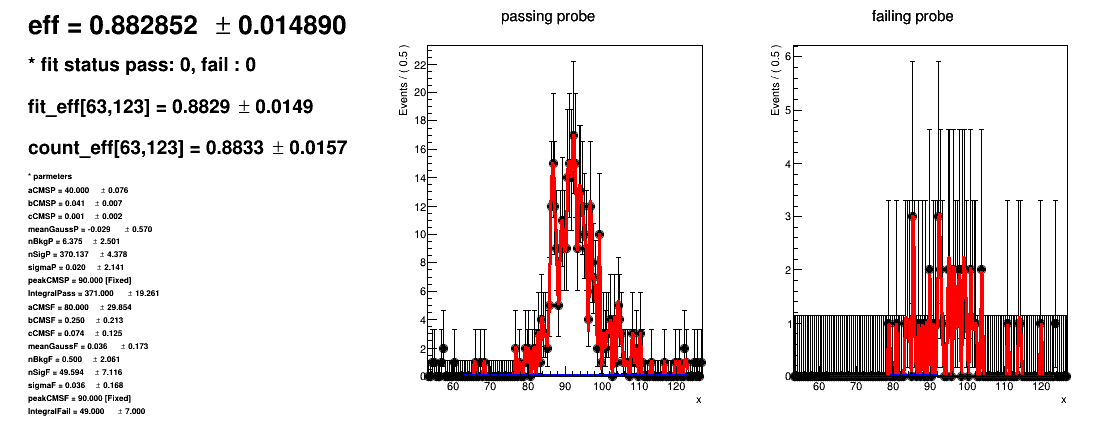 eff = 0.882852 ± 0.014890
* fit status pass: 0, fail : 0
fit_eff[63,123] = 0.8829 ± 0.0149
count_eff[63,123] = 0.8833 ± 0.0157
* parmeters
aCMSP = 40.000 ± 0.076
bCMSP = 0.041 ± 0.007
cCMSP = 0.001 ± 0.002
meanGaussP = -0.029 ± 0.570
nBkgP = 6.375 ± 2.501
nSigP = 370.137 ± 4.378
sigmaP = 0.020 ± 2.141
peakCMSP = 90.000 [Fixed]
IntegralPass = 371.000 ± 19.261
aCMSF = 80.000 ± 29.854
bCMSF = 0.250 ± 0.213
cCMSF = 0.074 ± 0.125
meanGaussF = 0.036 ± 0.173
nBkgF = 0.500 ± 2.061
nSigF = 49.594 ± 7.116
sigmaF = 0.036 ± 0.168
peakCMSF = 90.000 [Fixed]
IntegralFail = 49.000 ± 7.000
passing probe
Events / ( 0.5 )
22
20
18
16
14
12
10
8
6
4
2
0
60 70 80 90 100 110 120
x
failing probe
Events / ( 0.5 )
6
5
4
3
2
1
0
60 70 80 90 100 110 120
x